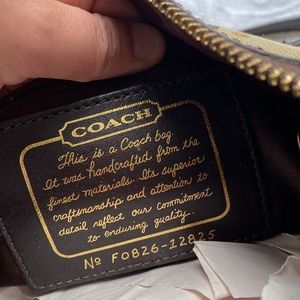 COACH
This is a Coach bag.
It was handcrafted from the
finest materials. Its superior
craftsmanship and attention to
detail reflect our commitment
to enduring quality.
No F0826-12825